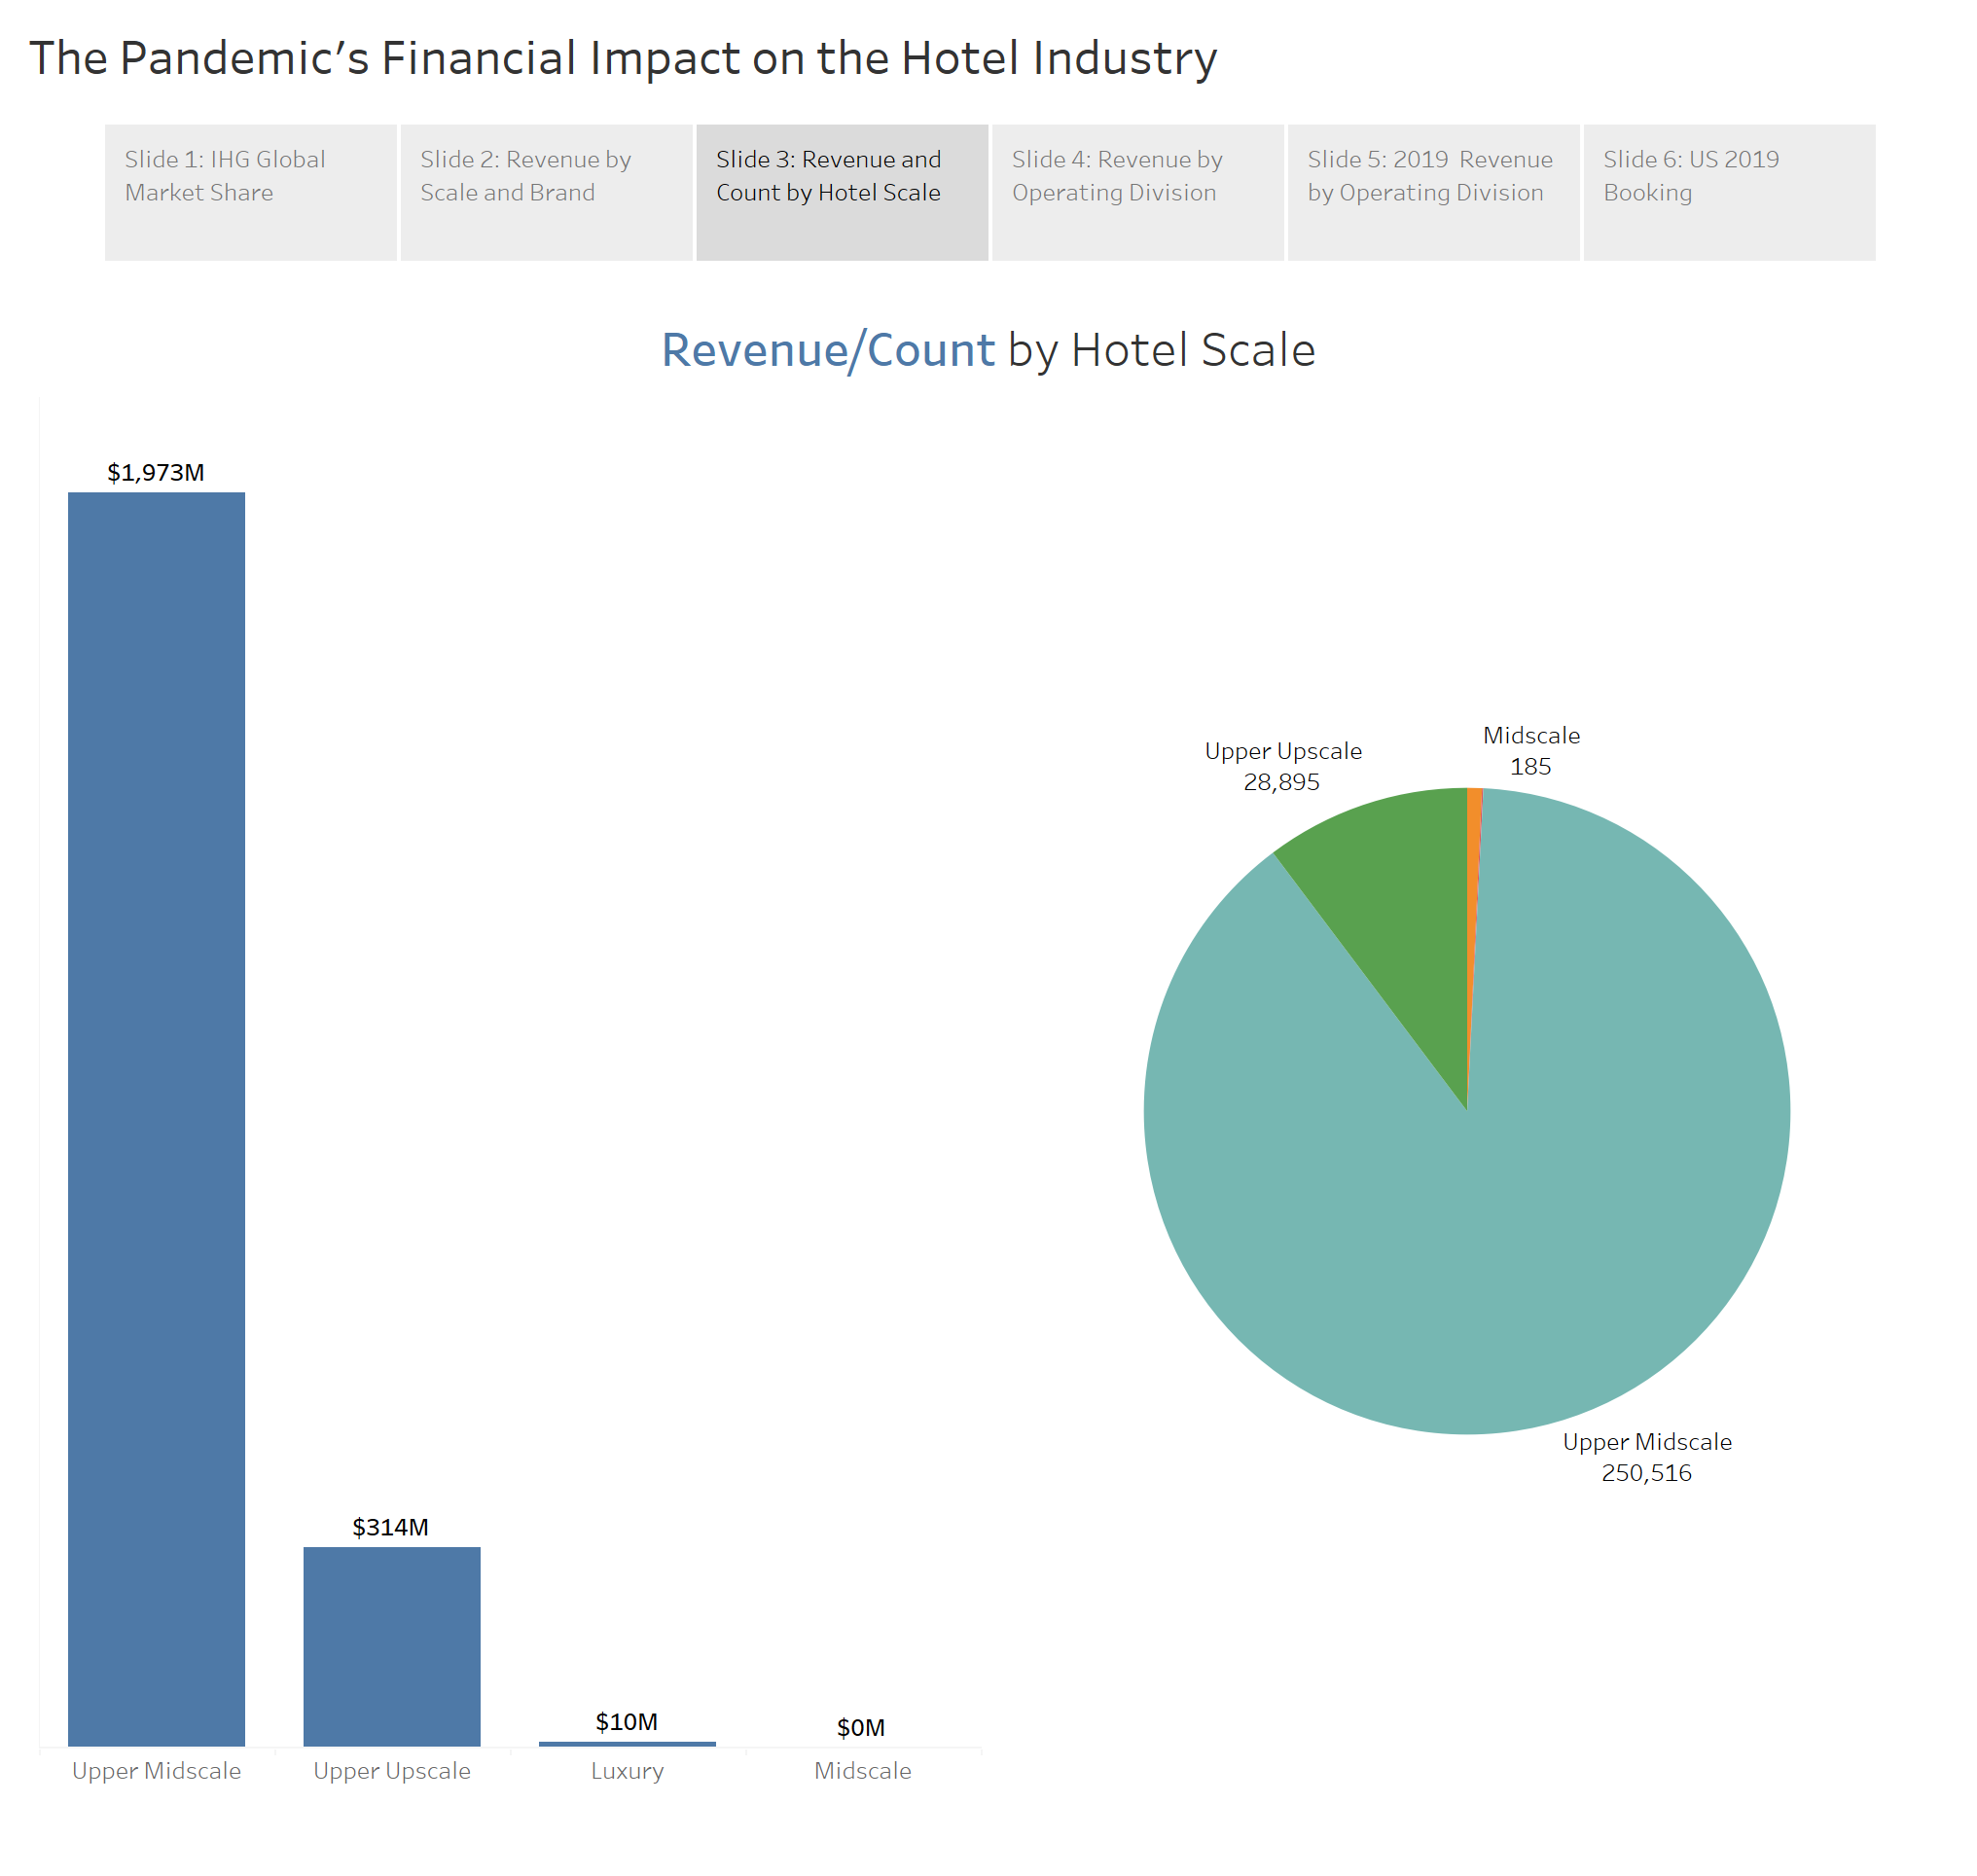 The Pandemic’s Financial Impact on the Hotel Industry
Slide 1: IHG Global
Market Share
Slide 2: Revenue by
Scale and Brand
Slide 3: Revenue and
Count by Hotel Scale
Slide 4: Revenue by
Operating Division
Slide 5: 2019  Revenue
by Operating Division
Slide 6: US 2019
Booking
Revenue/Count by Hotel Scale
$1,973M
$314M
$10M
$0M
Upper Midscale
Upper Upscale
Luxury
Midscale
Upper Upscale
28,895
Midscale
185
Upper Midscale
250,516